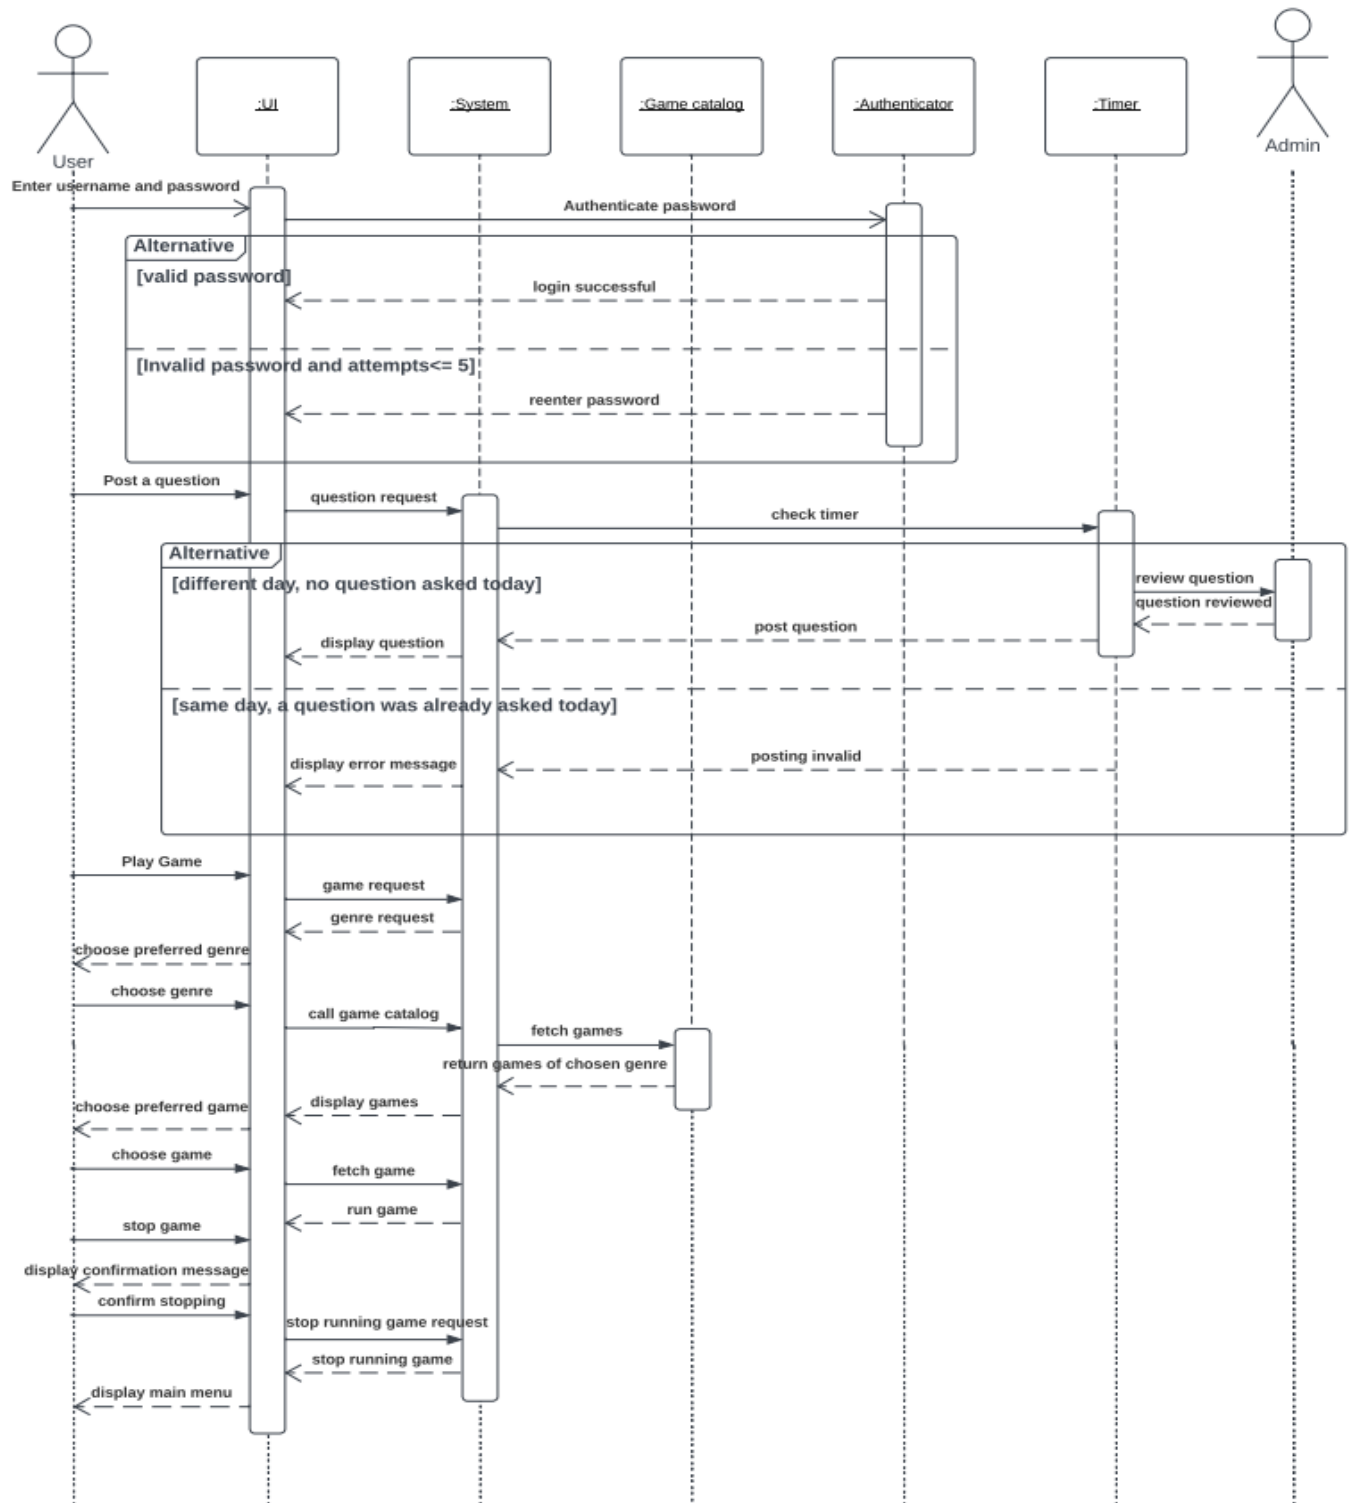 :UI
:System
:Game catalog
:Authenticator
:Timer
User
Admin
Enter username and password
Authenticate password
Alternative
[valid password]
login successful
[Invalid password and attempts<= 5]
reenter password
Post a question
question request
check timer
Alternative
[different day, no question asked today]
review question
question reviewed
post question
display question
[same day, a question was already asked today]
posting invalid
display error message
Play Game
game request
genre request
choose preferred genre
choose genre
call game catalog
fetch games
return games of chosen genre
display games
choose preferred game
choose game
fetch game
run game
stop game
display confirmation message
confirm stopping
stop running game request
stop running game
display main menu